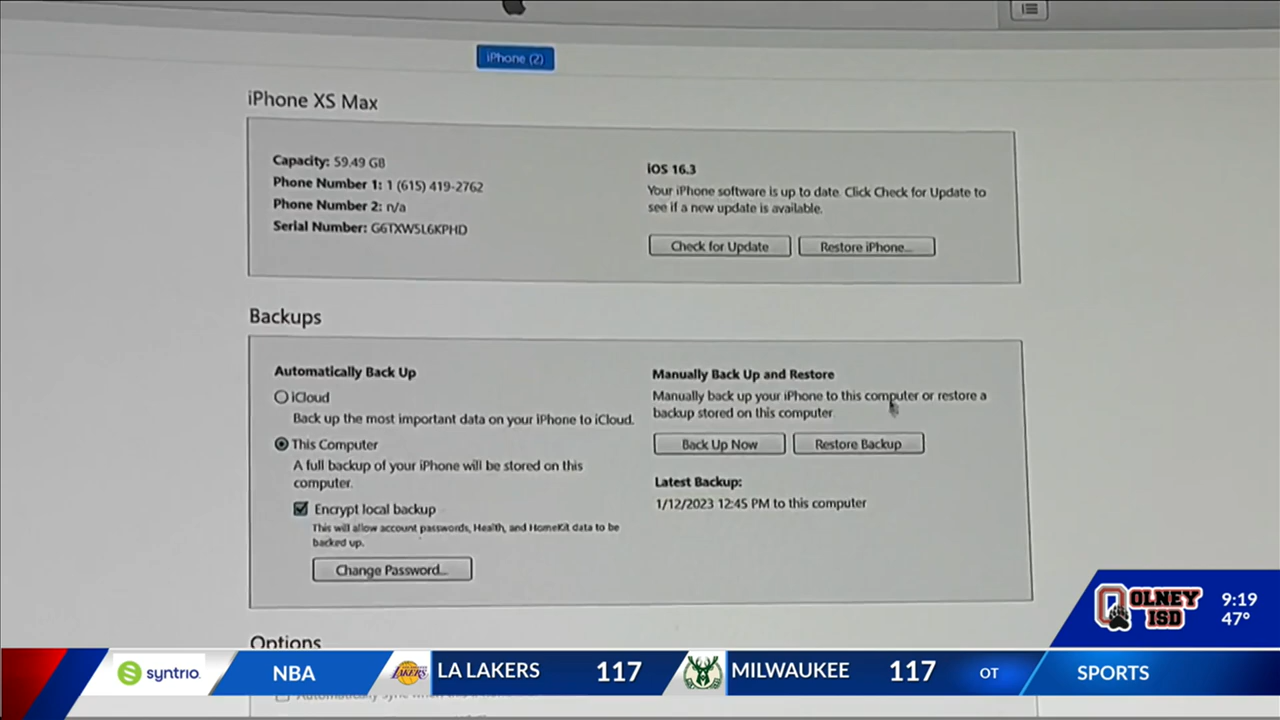 iPhone (2)
iPhone XS Max
Capacity: 59.49 GB
Phone Number 1: 1 (615) 419-2762
Phone Number 2: n/a
Serial Number: G6TXW5L6KPHD
iOS 16.3
Your iPhone software is up to date. Click Check for Update to
see if a new update is available.
Check for Update
Restore iPhone...
Backups
Automatically Back Up
iCloud
Back up the most important data on your iPhone to iCloud.
This Computer
A full backup of your iPhone will be stored on this
computer.
Encrypt local backup
This will allow account passwords, Health, and HomeKit data to be
backed up.
Change Password...
Manually Back Up and Restore
Manually back up your iPhone to this computer or restore a
backup stored on this computer.
Back Up Now
Restore Backup
Latest Backup:
1/12/2023 12:45 PM to this computer
Options
OLNEY
ISD
9:19
47°
syntrio
NBA
LAKERS
LA LAKERS 117
MILWAUKEE 117
OT
SPORTS